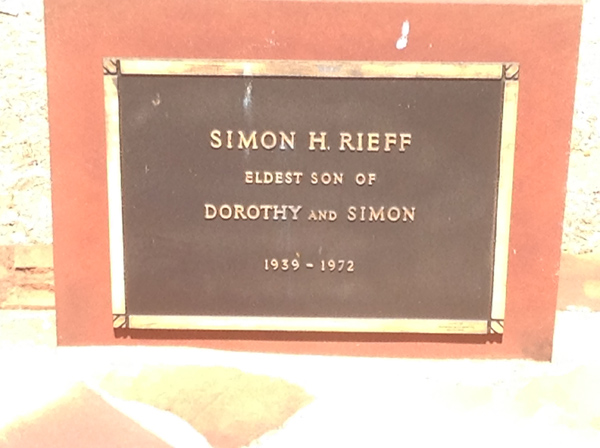 SIMON H. RIEFF
ELDEST SON OF
DOROTHY AND SIMON
1939 - 1972